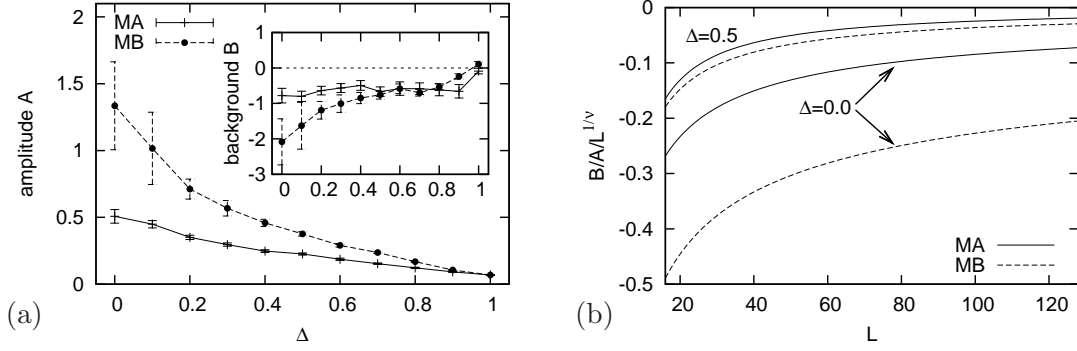 MA
MB
2
1.5
1
0.5
0
amplitude A
0
0.2
0.4
0.6
0.8
1
Δ
1
0
-1
-2
-3
background B
0
0.2
0.4
0.6
0.8
1
(a)
0
-0.1
-0.2
-0.3
-0.4
-0.5
B/A/L^{1/ν}
Δ=0.5
Δ=0.0
MA
MB
20
40
60
80
100
120
L
(b)